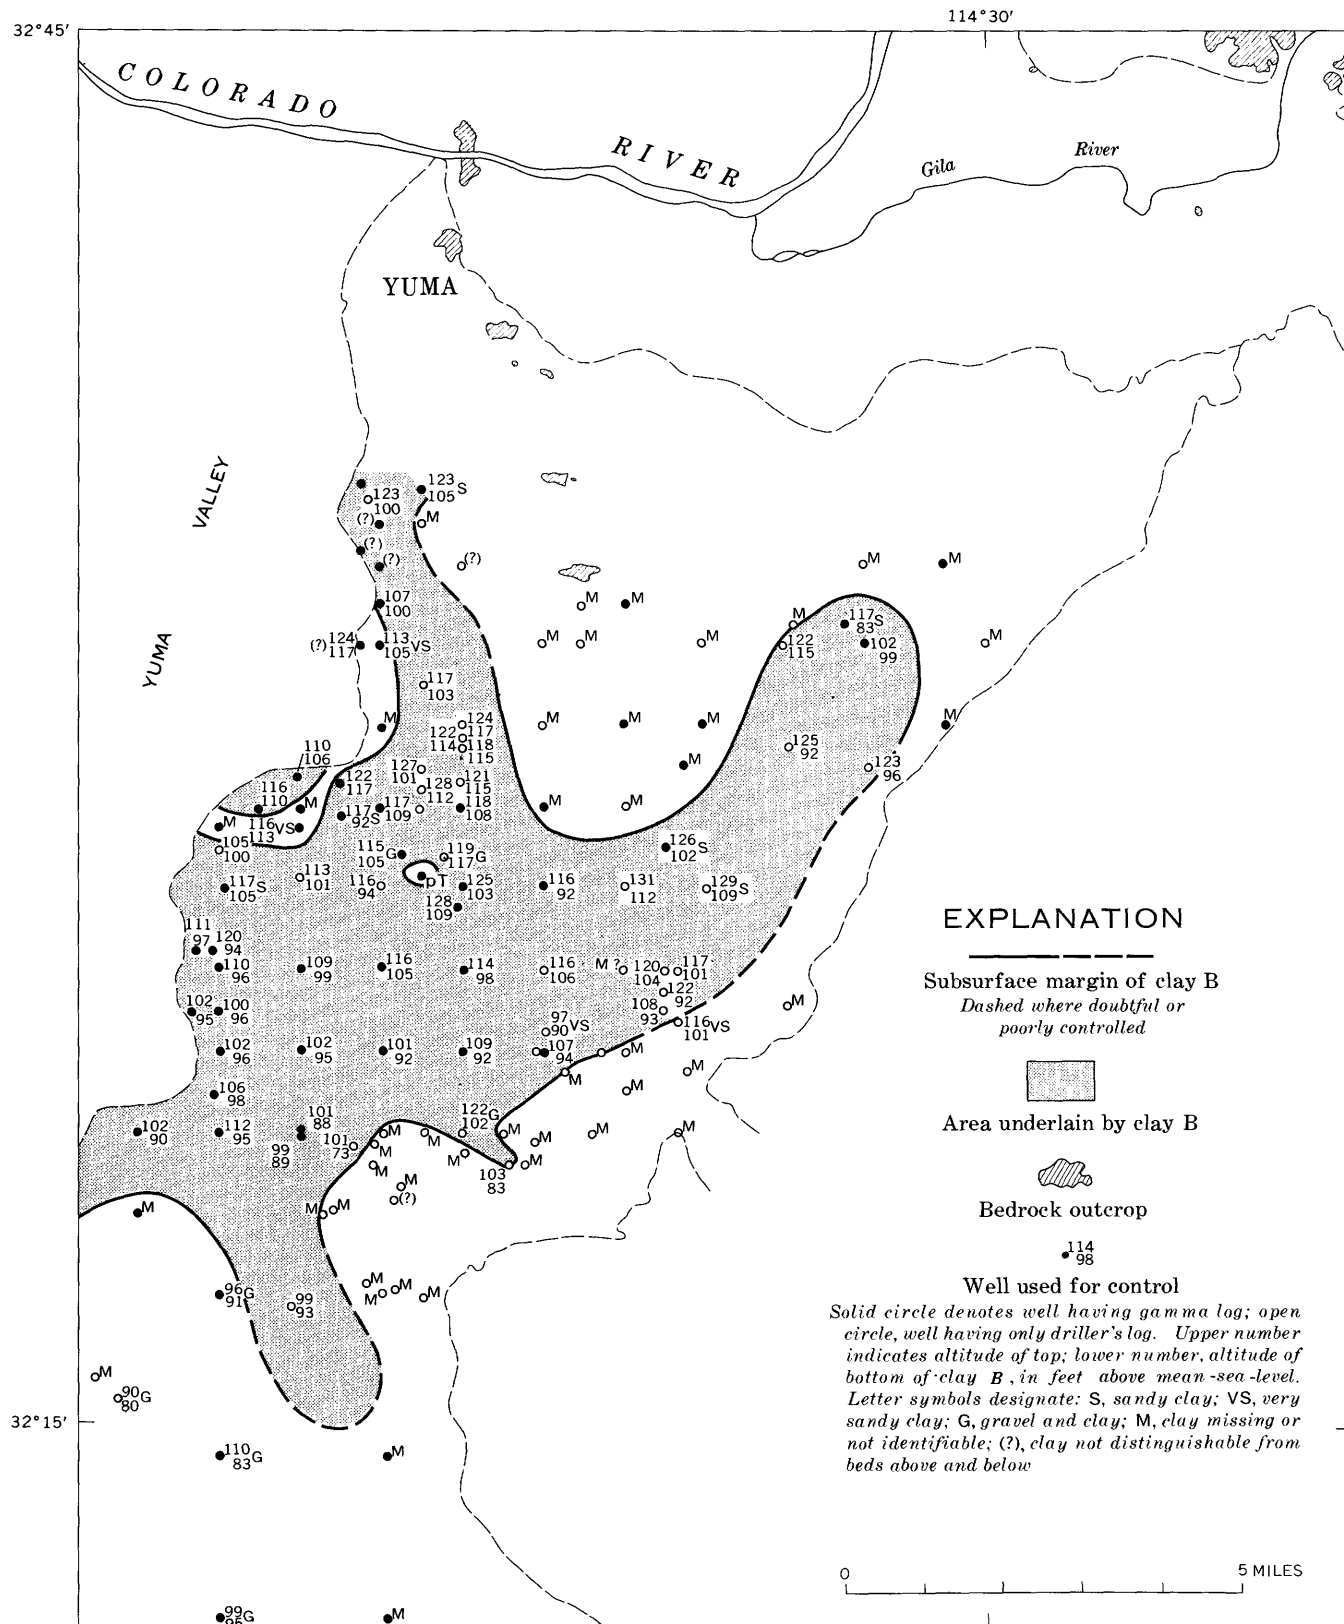 114°30′
32°45′
COLORADO
RIVER
Gila River
YUMA
VALLEY
YUMA
123
105 S
123
100
(?)
M
(?)
(?)
(?)
M
M
107
100
M
M
M
117 S
83
(?) 124
117
113
105 VS
M
M
M
122
115
102
99
M
117
103
M
124
117
122
114
118
115
M
M
M
M
110
106
127
101
125
92
M
123
96
122
117
128
112
121
115
116
110
M
117
92 S
117
109
118
108
M
M
M
116
113 VS
105
100
115
105 G
119 G
117
126
102 S
117 S
105
113
101
116
94
pT
125
103
116
92
131
112
129 S
109
128
109
111
97
120
94
110
96
109
99
116
105
114
98
116
106
M ?
120
104
117
101
122
92
102
95
100
96
108
93
116 VS
101
M
97
90 VS
102
96
102
95
101
92
109
92
107
94
M
M
M
M
106
98
102
90
112
95
101
88
99
89
101
73
M
M
M
M
122 G
102
M
M
M
M
M
M
103
83
M
(?)
M
M
M
96 G
91
99
93
M
M
M
M
M
90 G
80
32°15′
110
83 G
M
99 G
95
M
EXPLANATION
Subsurface margin of clay B
Dashed where doubtful or
poorly controlled
Area underlain by clay B
Bedrock outcrop
114
98
Well used for control
Solid circle denotes well having gamma log; open
circle, well having only driller's log. Upper number
indicates altitude of top; lower number, altitude of
bottom of clay B, in feet above mean-sea-level.
Letter symbols designate: S, sandy clay; VS, very
sandy clay; G, gravel and clay; M, clay missing or
not identifiable; (?), clay not distinguishable from
beds above and below
0 5 MILES